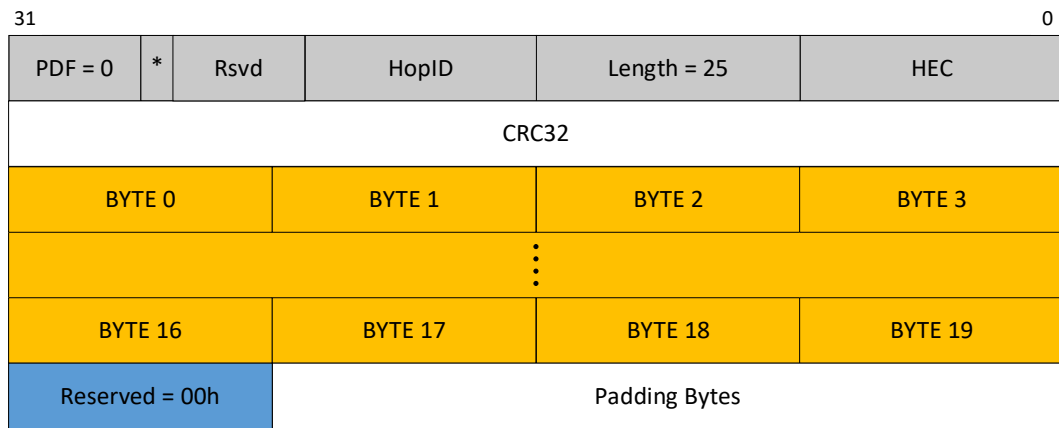 31 0
PDF = 0 * Rsvd HopID Length = 25 HEC
CRC32
BYTE 0 BYTE 1 BYTE 2 BYTE 3
BYTE 16 BYTE 17 BYTE 18 BYTE 19
Reserved = 00h Padding Bytes